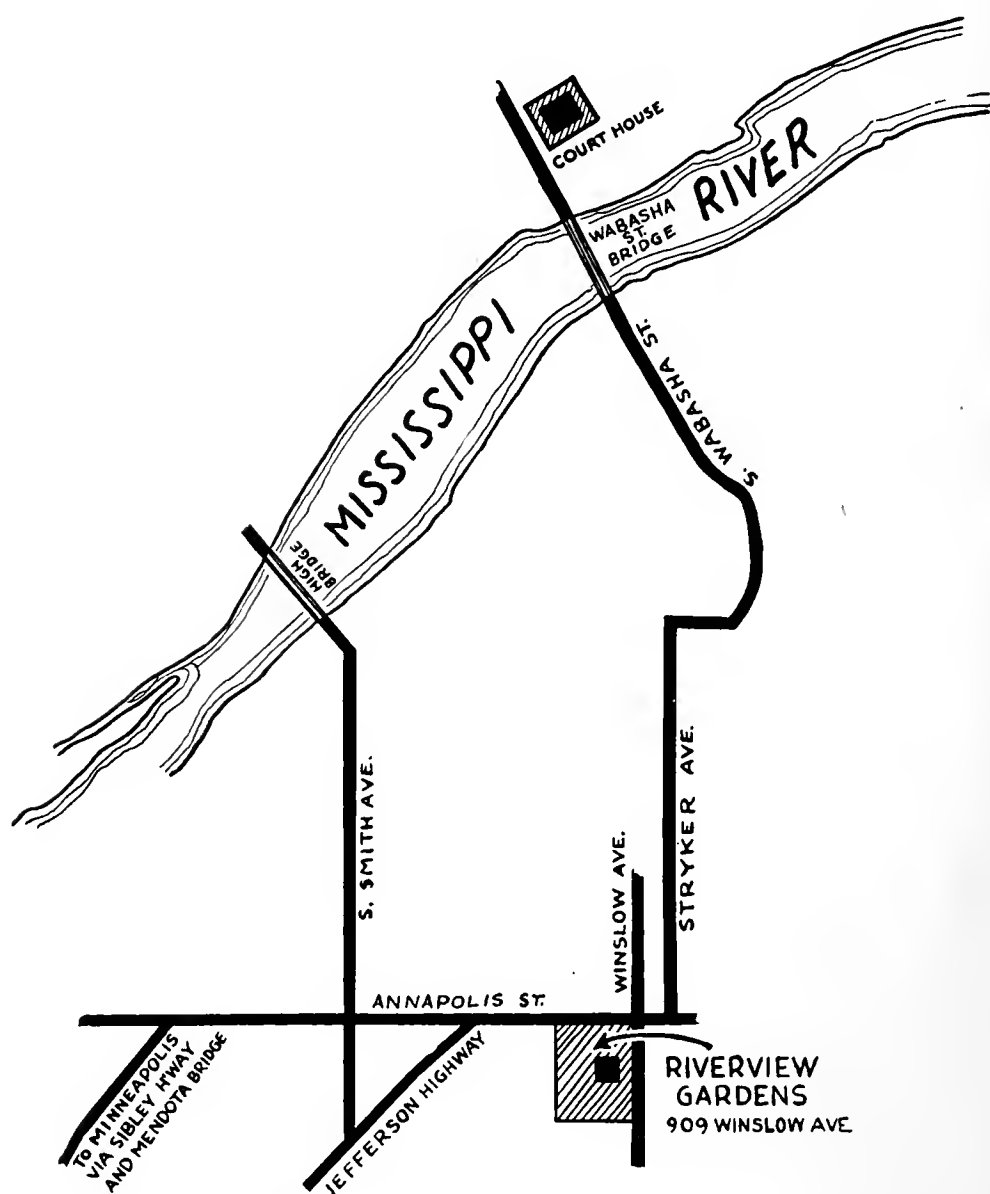 COURT HOUSE
RIVER
WABASHA
ST.
BRIDGE
MISSISSIPPI
S. WABASHA ST.
HIGH
BRIDGE
S. SMITH AVE.
STRYKER AVE.
WINSLOW AVE.
ANNAPOLIS ST.
TO MINNEAPOLIS
VIA SIBLEY H'WAY
AND MENDOTA BRIDGE
JEFFERSON HIGHWAY
RIVERVIEW
GARDENS
909 WINSLOW AVE